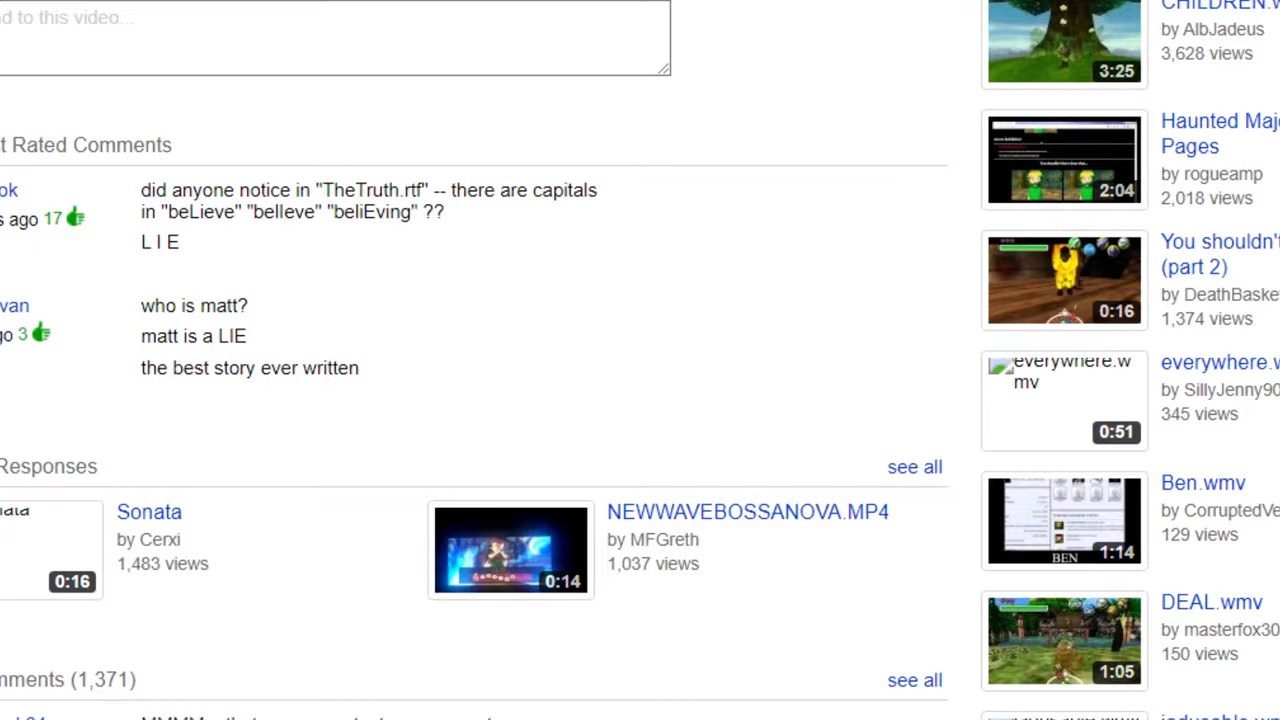 d to this video...
t Rated Comments
ok
s ago 17
did anyone notice in "TheTruth.rtf" -- there are capitals
in "beLieve" "belIeve" "beliEving" ??
L I E
van
go 3
who is matt?
matt is a LIE
the best story ever written
Responses
see all
nata
0:16
Sonata
by Cerxi
1,483 views
0:14
NEWWAVEBOSSANOVA.MP4
by MFGreth
1,037 views
mments (1,371)
see all
CHILDREN.w
by AlbJadeus
3,628 views
3:25
Haunted Maj
Pages
by rogueamp
2,018 views
2:04
You shouldn't
(part 2)
by DeathBaske
1,374 views
0:16
everywhere.w
mv
0:51
everywhere.w
by SillyJenny90
345 views
BEN
1:14
Ben.wmv
by CorruptedVe
129 views
1:05
DEAL.wmv
by masterfox30
150 views